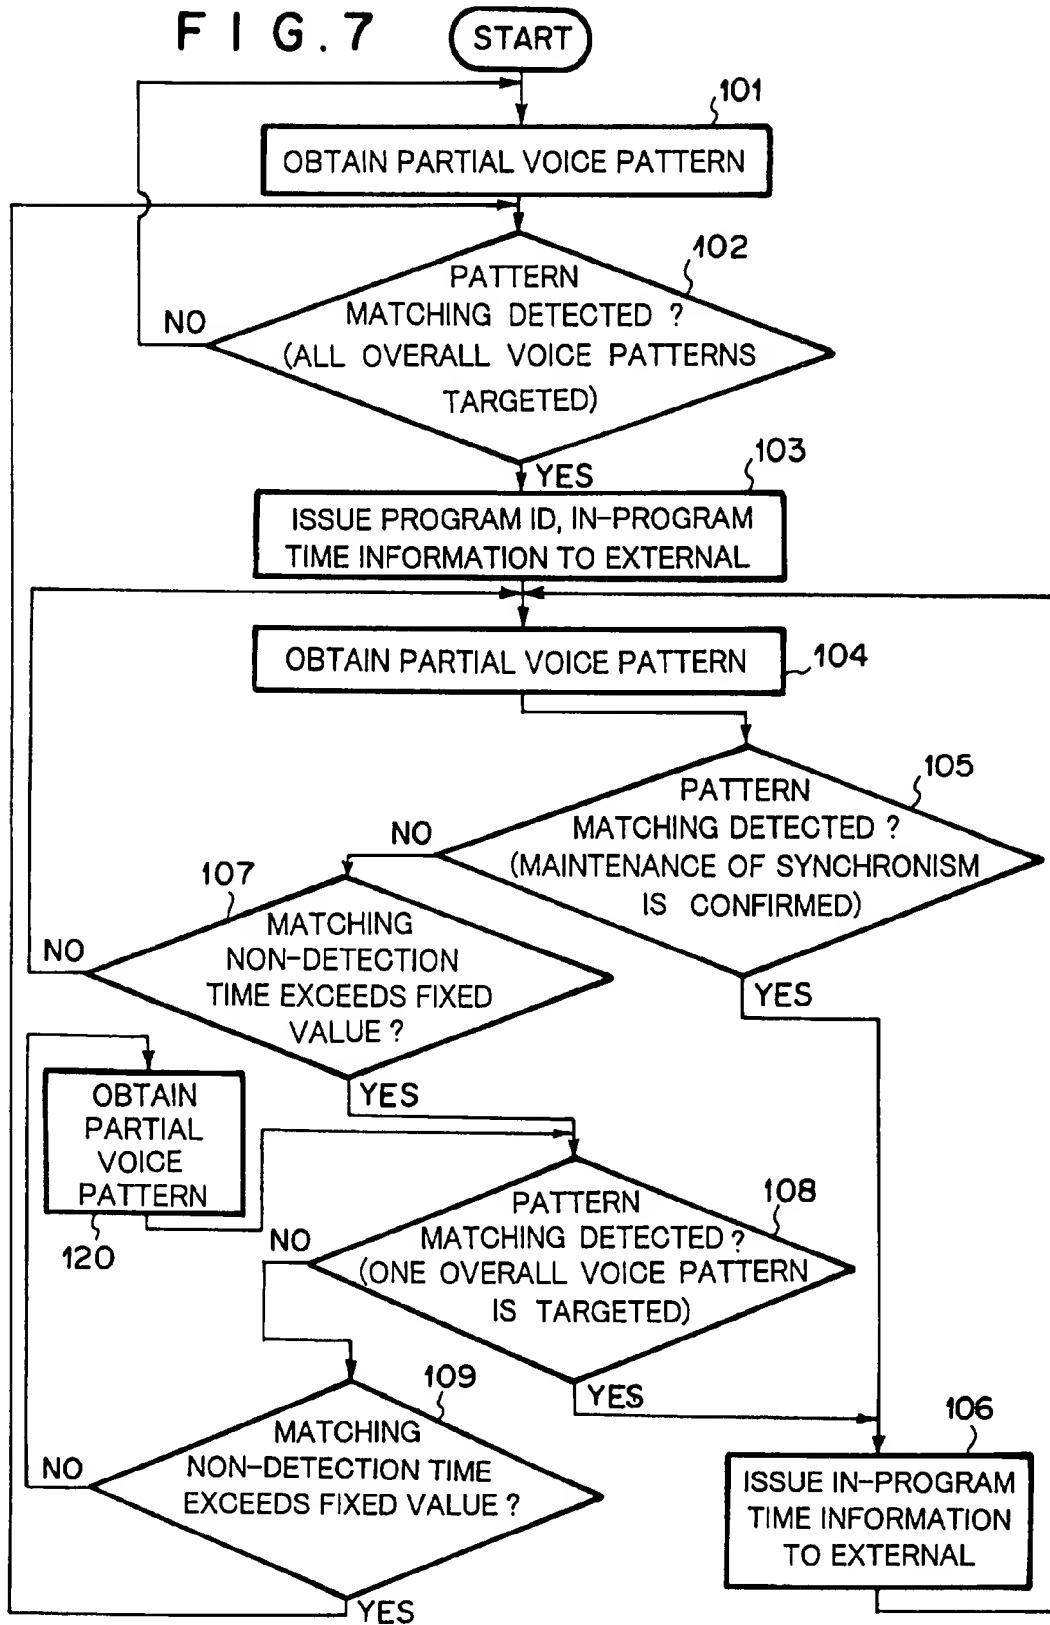 FIG.7
START
101
OBTAIN PARTIAL VOICE PATTERN
102
PATTERN
MATCHING DETECTED ?
(ALL OVERALL VOICE PATTERNS
TARGETED)
NO
YES
103
ISSUE PROGRAM ID, IN-PROGRAM
TIME INFORMATION TO EXTERNAL
OBTAIN PARTIAL VOICE PATTERN
104
105
PATTERN
MATCHING DETECTED ?
(MAINTENANCE OF SYNCHRONISM
IS CONFIRMED)
NO
YES
107
MATCHING
NON-DETECTION
TIME EXCEEDS FIXED
VALUE ?
NO
YES
OBTAIN
PARTIAL
VOICE
PATTERN
120
108
PATTERN
MATCHING DETECTED ?
(ONE OVERALL VOICE PATTERN
IS TARGETED)
NO
YES
109
MATCHING
NON-DETECTION TIME
EXCEEDS FIXED VALUE ?
NO
YES
106
ISSUE IN-PROGRAM
TIME INFORMATION
TO EXTERNAL